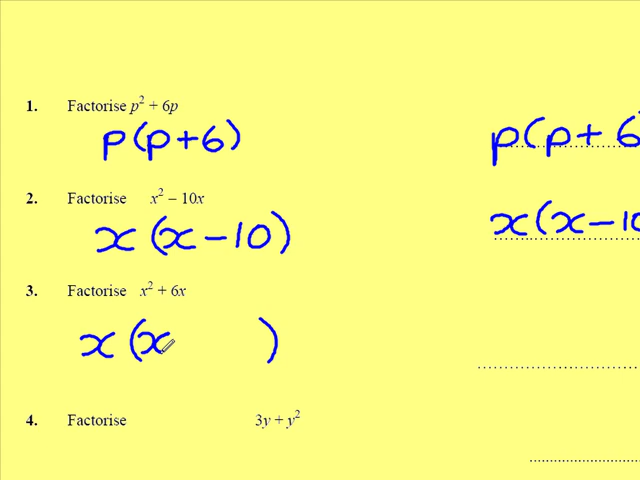 1. Factorise p² + 6p
p(p+6) p(p+6
2. Factorise x² – 10x
x(x-10) x(x-10
3. Factorise x² + 6x
x(x )
4. Factorise 3y + y²